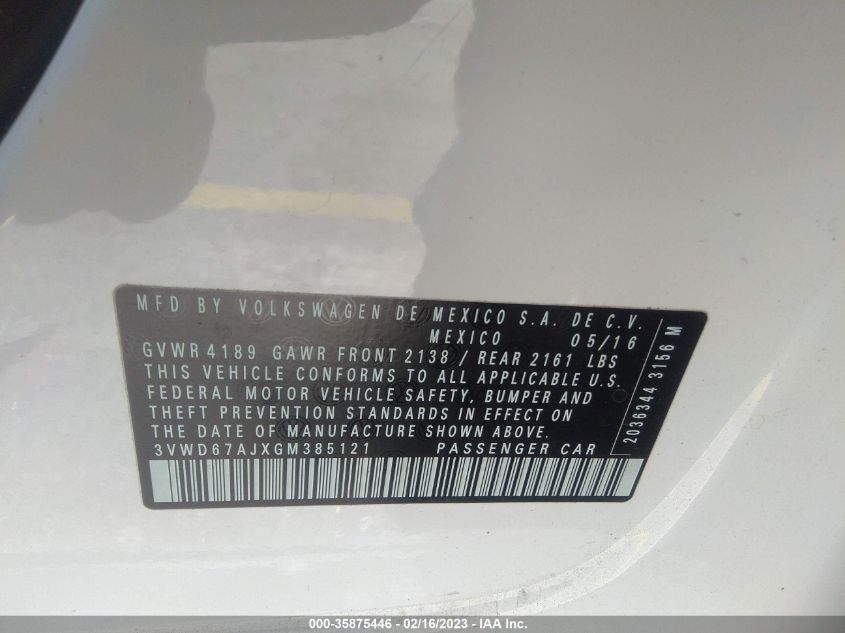 MFD BY VOLKSWAGEN DE MEXICO S.A. DE C.V.
MEXICO 05/16
GVWR 4189 GAWR FRONT 2138 / REAR 2161 LBS
THIS VEHICLE CONFORMS TO ALL APPLICABLE U.S.
FEDERAL MOTOR VEHICLE SAFETY, BUMPER AND
THEFT PREVENTION STANDARDS IN EFFECT ON
THE DATE OF MANUFACTURE SHOWN ABOVE.
3VWD67AJXGM385121 PASSENGER CAR
2036344 3156 M
000-35875446 - 02/16/2023 - IAA Inc.